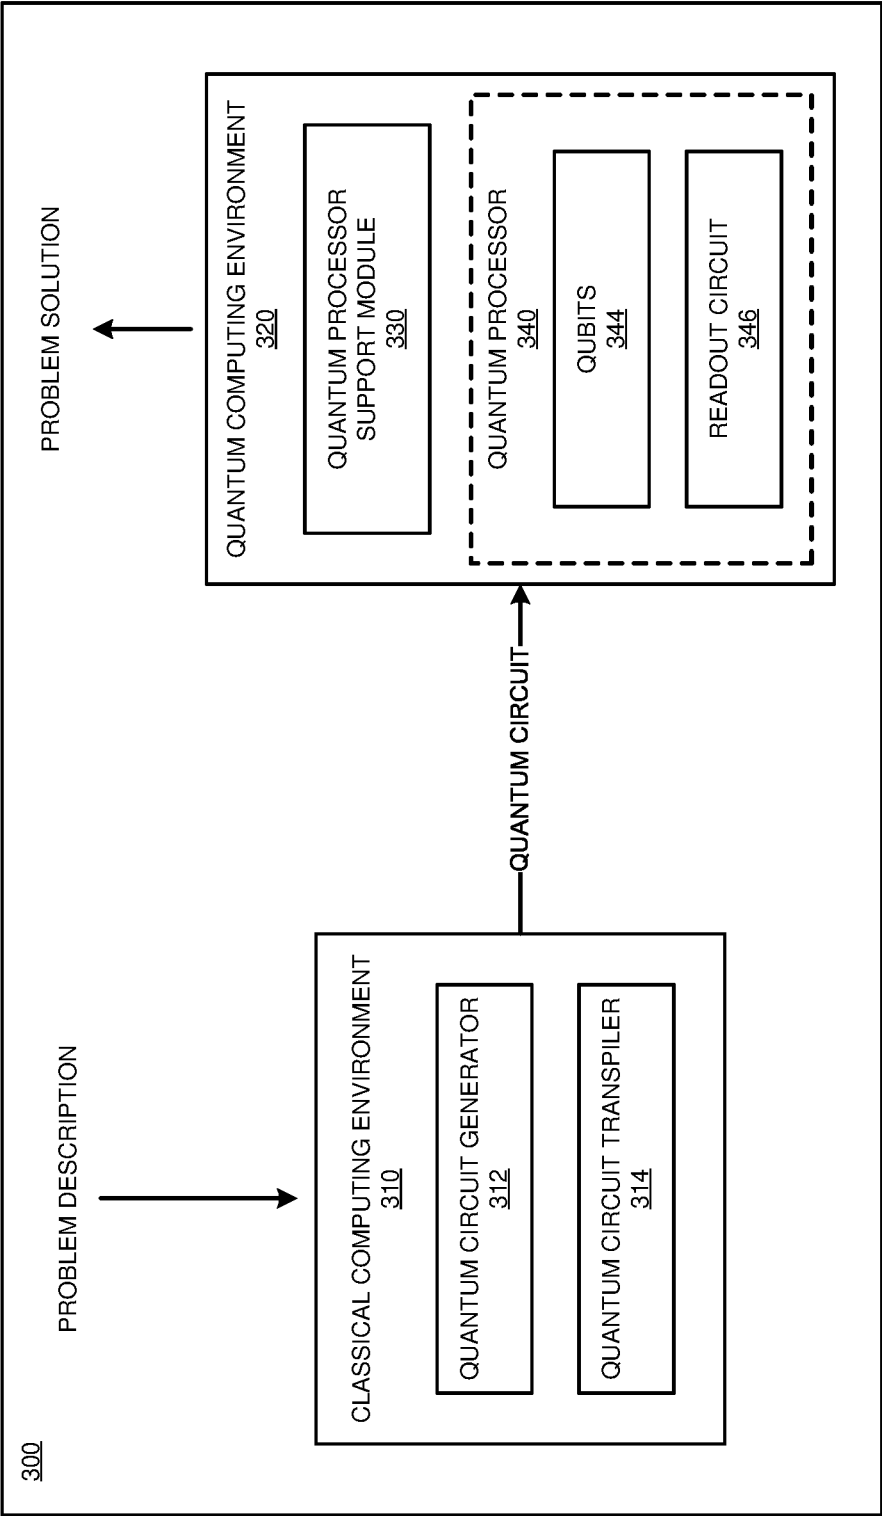 300
PROBLEM DESCRIPTION
CLASSICAL COMPUTING ENVIRONMENT
310
QUANTUM CIRCUIT GENERATOR
312
QUANTUM CIRCUIT TRANSPILER
314
QUANTUM CIRCUIT
PROBLEM SOLUTION
QUANTUM COMPUTING ENVIRONMENT
320
QUANTUM PROCESSOR
SUPPORT MODULE
330
QUANTUM PROCESSOR
340
QUBITS
344
READOUT CIRCUIT
346